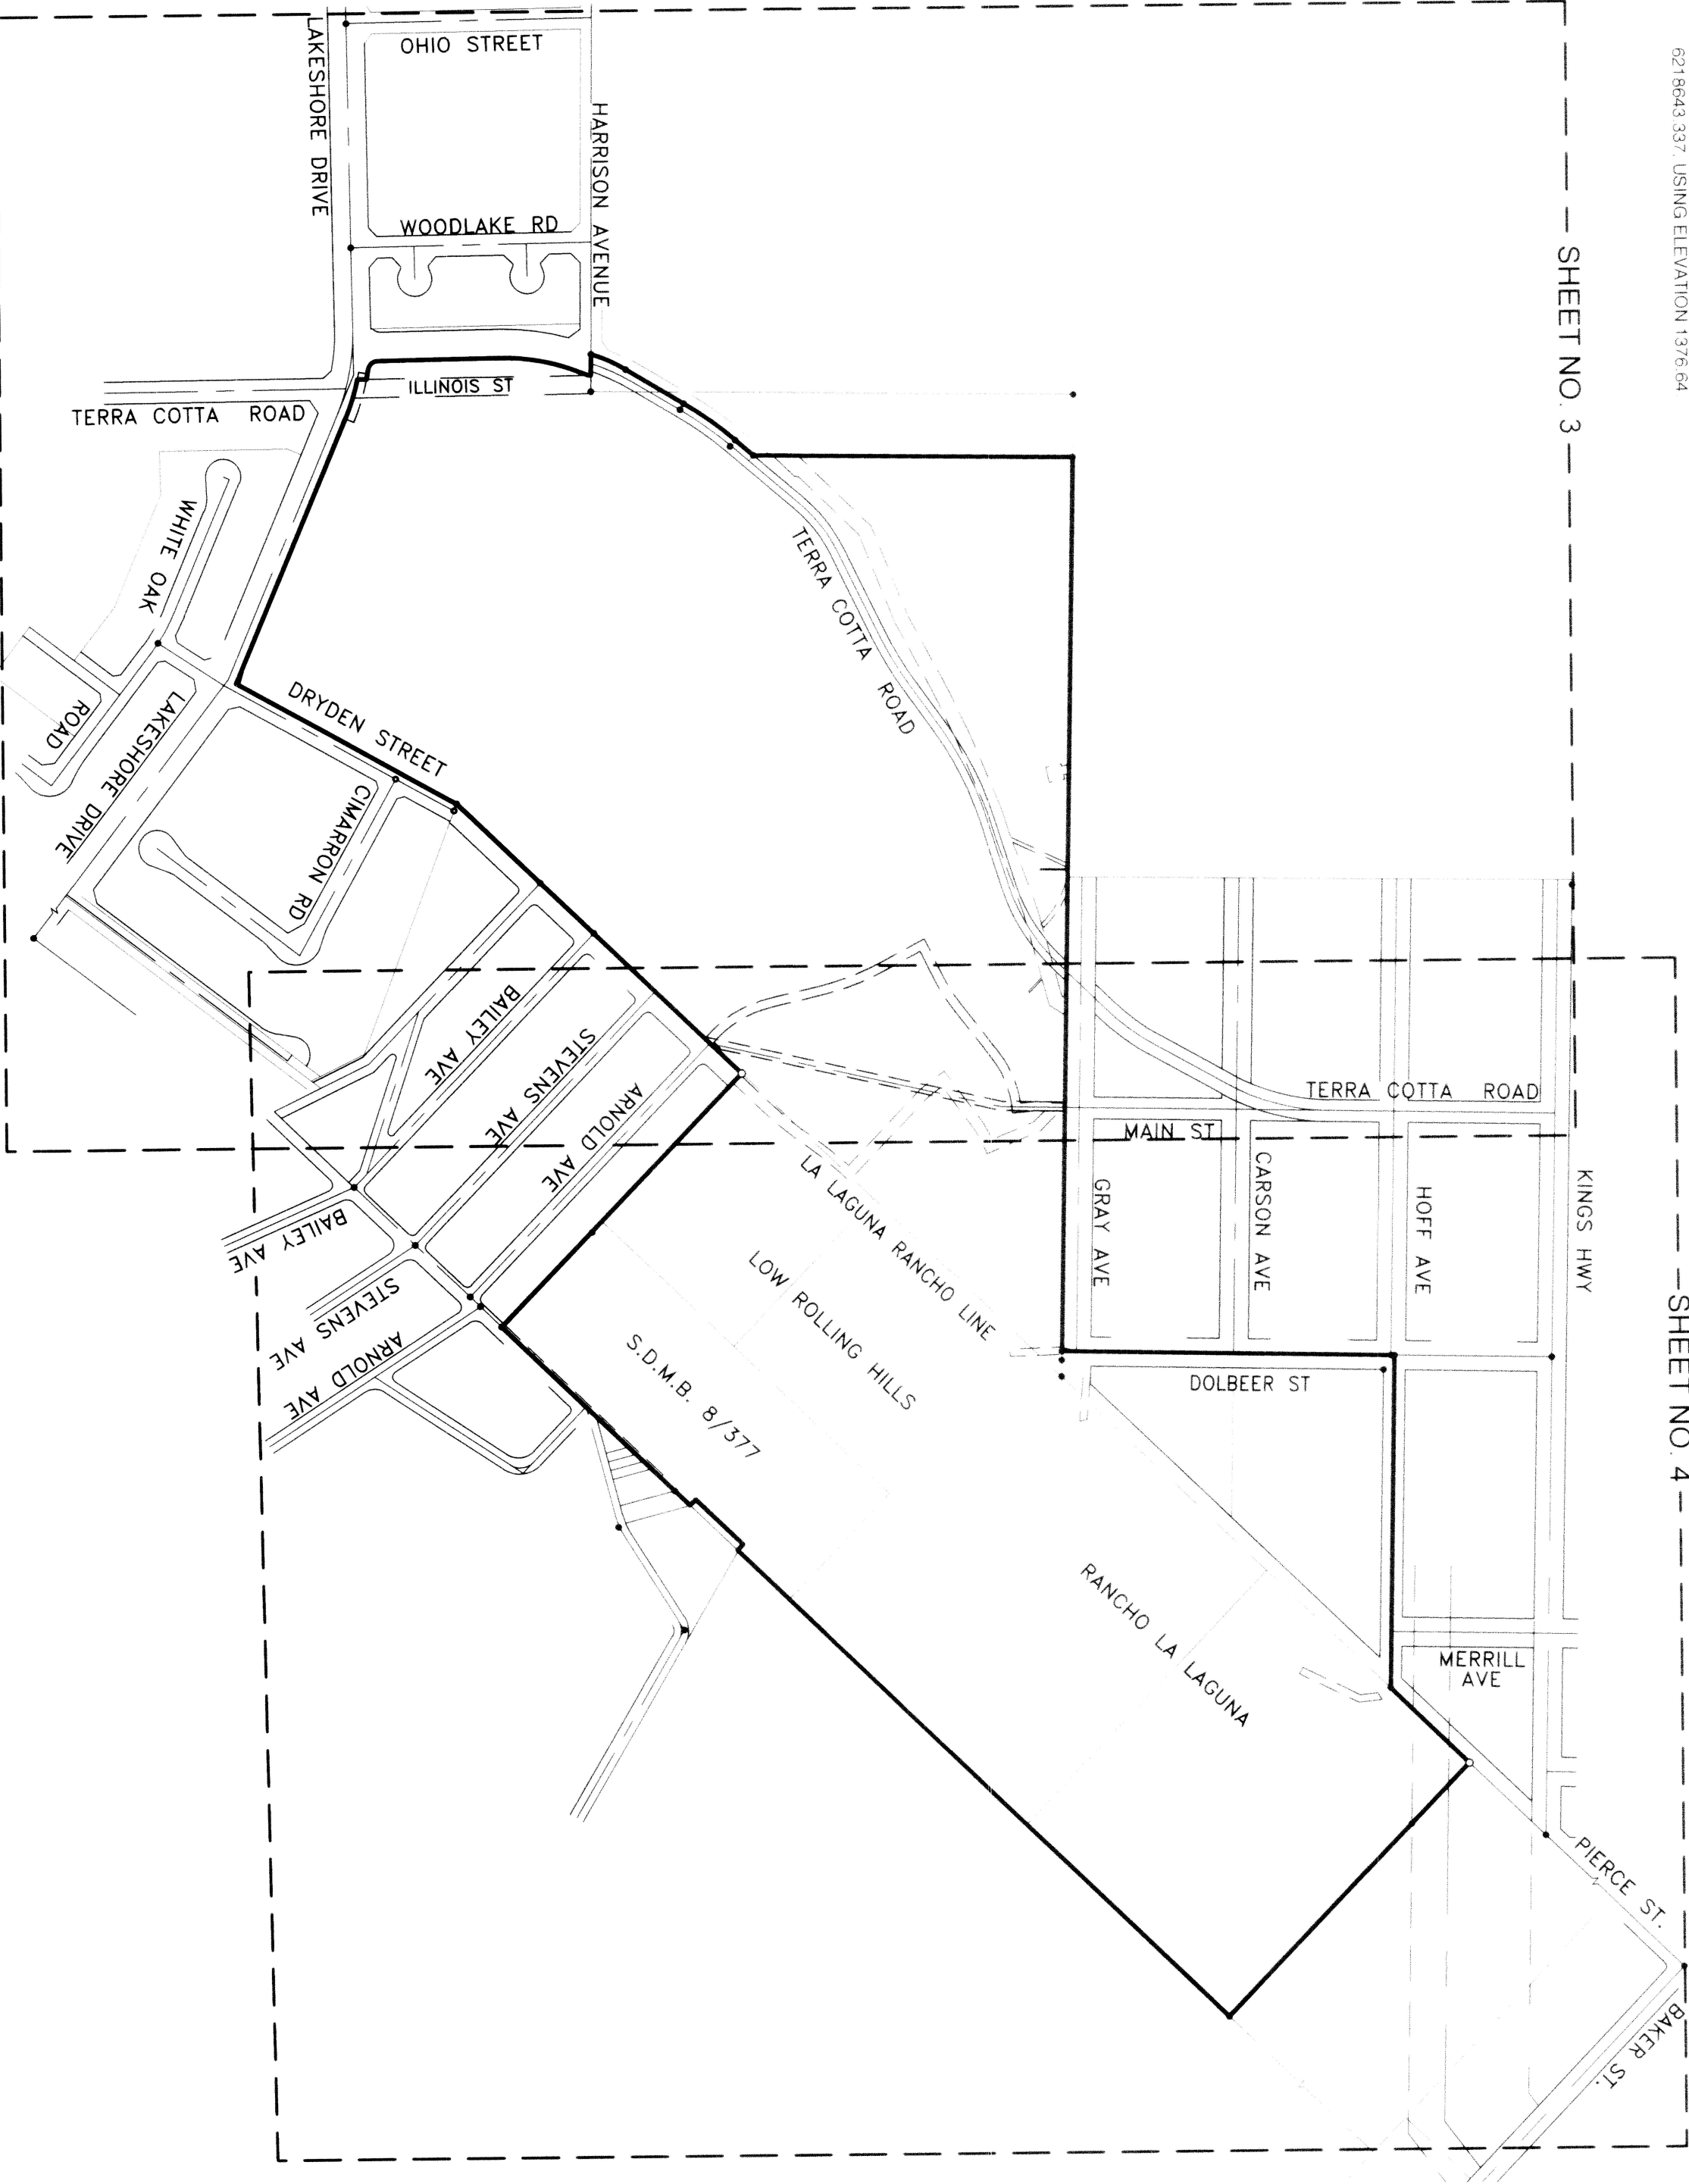 6218643.337, USING ELEVATION 1376.64
SHEET NO. 3
SHEET NO. 4
OHIO STREET
LAKESHORE DRIVE
HARRISON AVENUE
WOODLAKE RD
ILLINOIS ST
TERRA COTTA ROAD
WHITE OAK
ROAD
LAKESHORE DRIVE
DRYDEN STREET
CIMARRON RD
TERRA COTTA ROAD
BAILEY AVE
STEVENS AVE
ARNOLD AVE
BAILEY AVE
STEVENS AVE
ARNOLD AVE
TERRA COTTA ROAD
MAIN ST
GRAY AVE
CARSON AVE
HOFF AVE
KINGS HWY
LA LAGUNA RANCHO LINE
LOW ROLLING HILLS
S.D.M.B. 8/377
DOLBEER ST
RANCHO LA LAGUNA
MERRILL
AVE
PIERCE ST.
BAKER ST.